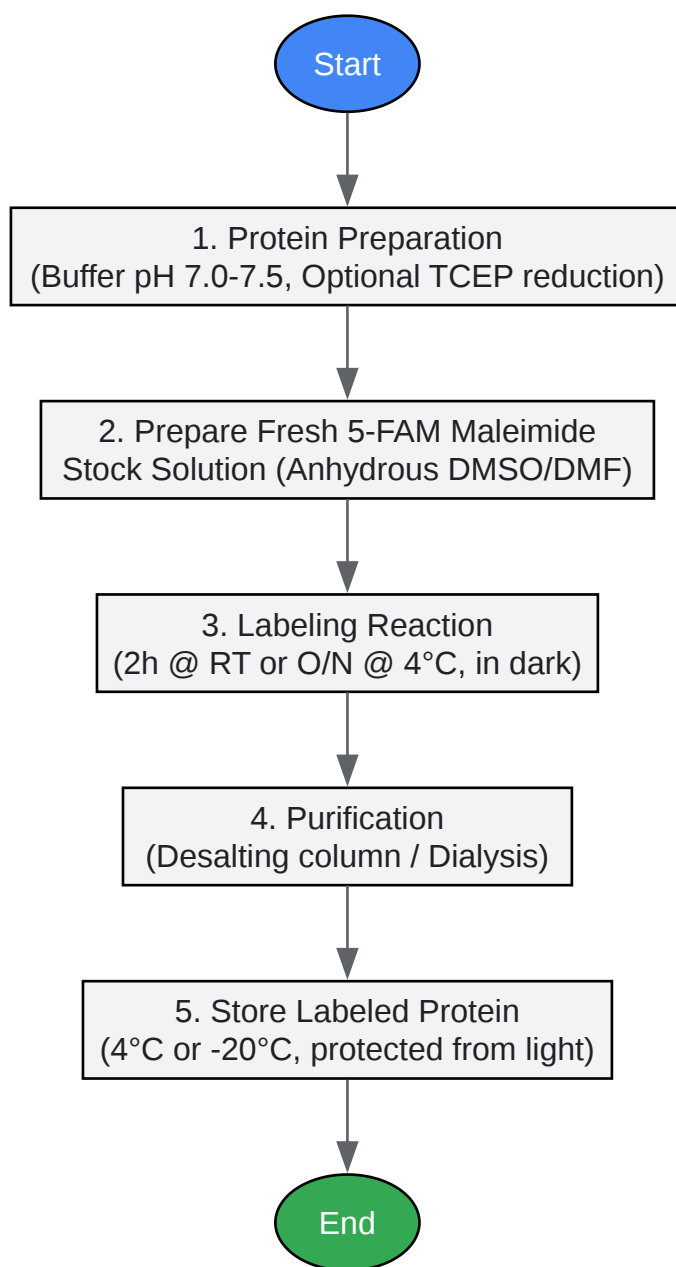 Start
1. Protein Preparation
(Buffer pH 7.0-7.5, Optional TCEP reduction)
2. Prepare Fresh 5-FAM Maleimide
Stock Solution (Anhydrous DMSO/DMF)
3. Labeling Reaction
(2h @ RT or O/N @ 4°C, in dark)
4. Purification
(Desalting column / Dialysis)
5. Store Labeled Protein
(4°C or -20°C, protected from light)
End